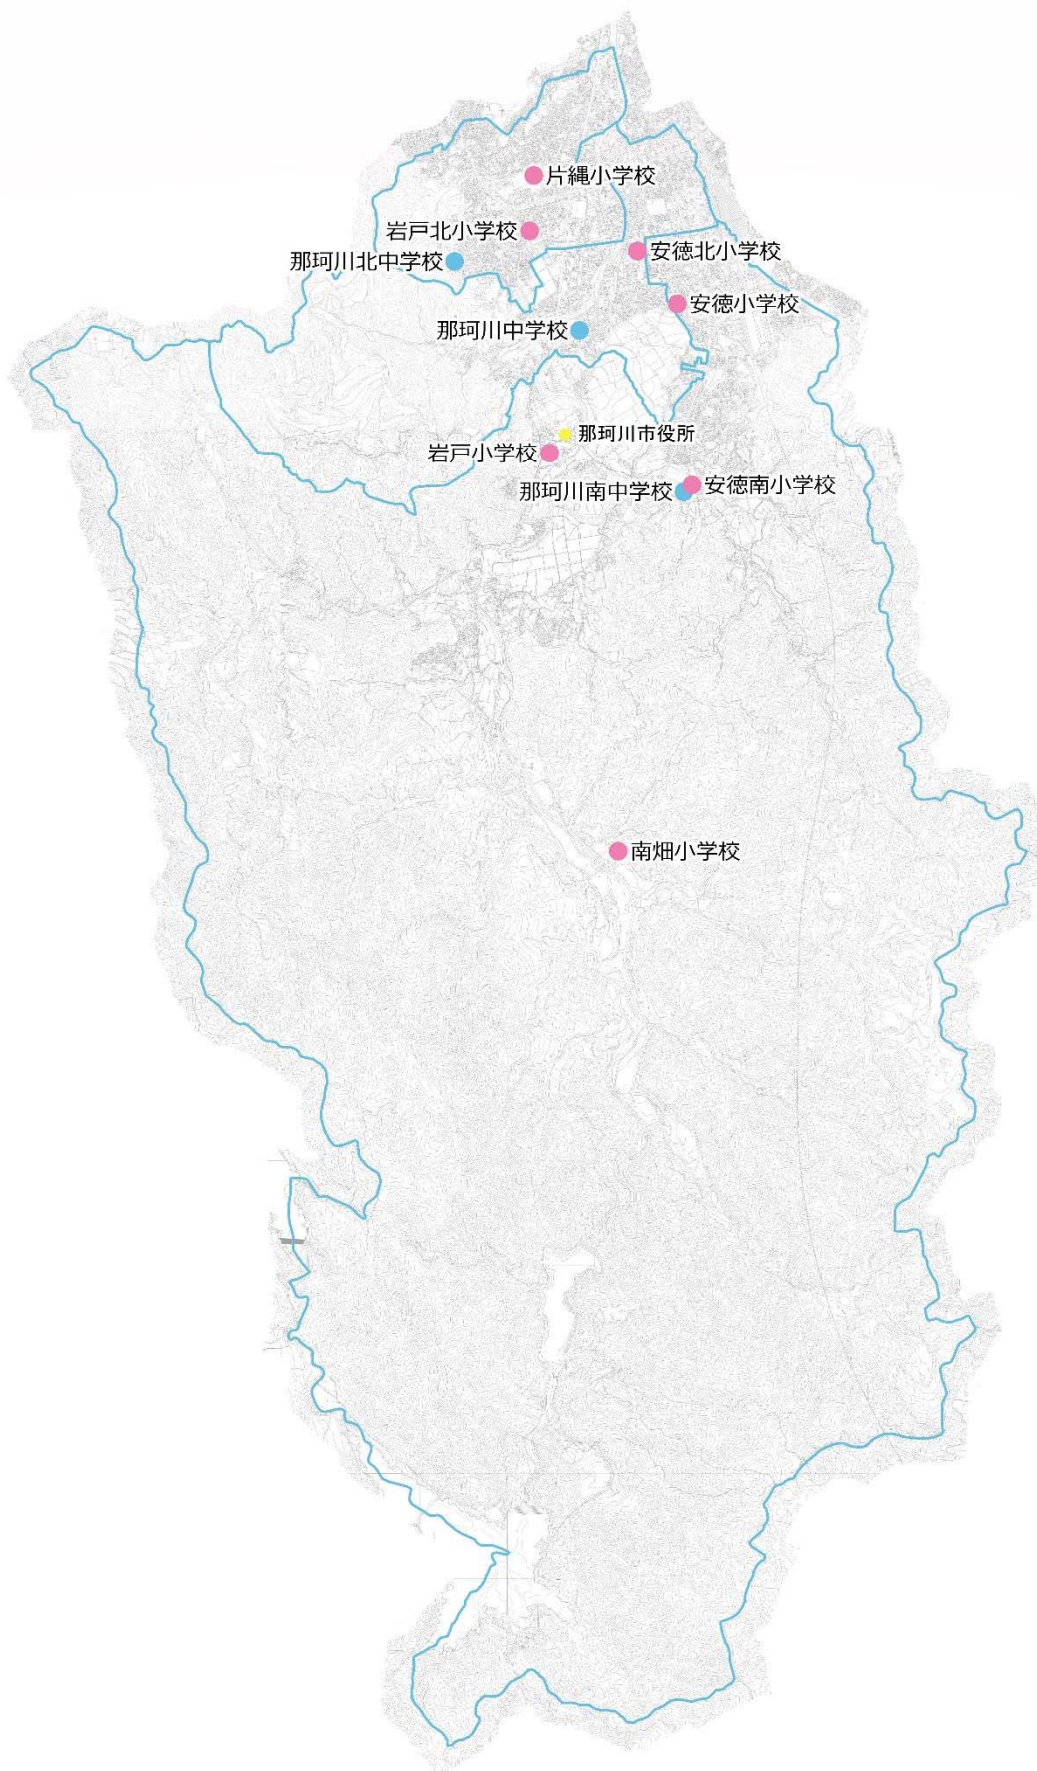 片縄小学校
岩戸北小学校
安徳北小学校
那珂川北中学校
安徳小学校
那珂川中学校
那珂川市役所
岩戸小学校
安徳南小学校
那珂川南中学校
南畑小学校